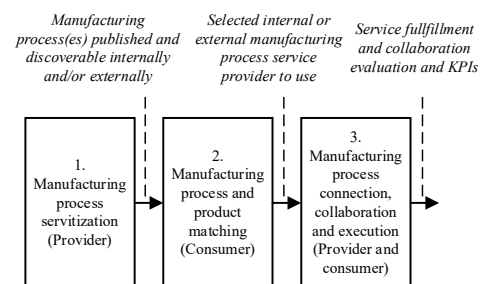 Manufacturing
process(es) published and
discoverable internally
and/or externally
Selected internal or
external manufacturing
process service
provider to use
Service fullfillment
and collaboration
evaluation and KPIs
1.
Manufacturing
process
servitization
(Provider)
2.
Manufacturing
process and
product
matching
(Consumer)
3.
Manufacturing
process
connection,
collaboration
and execution
(Provider and
consumer)